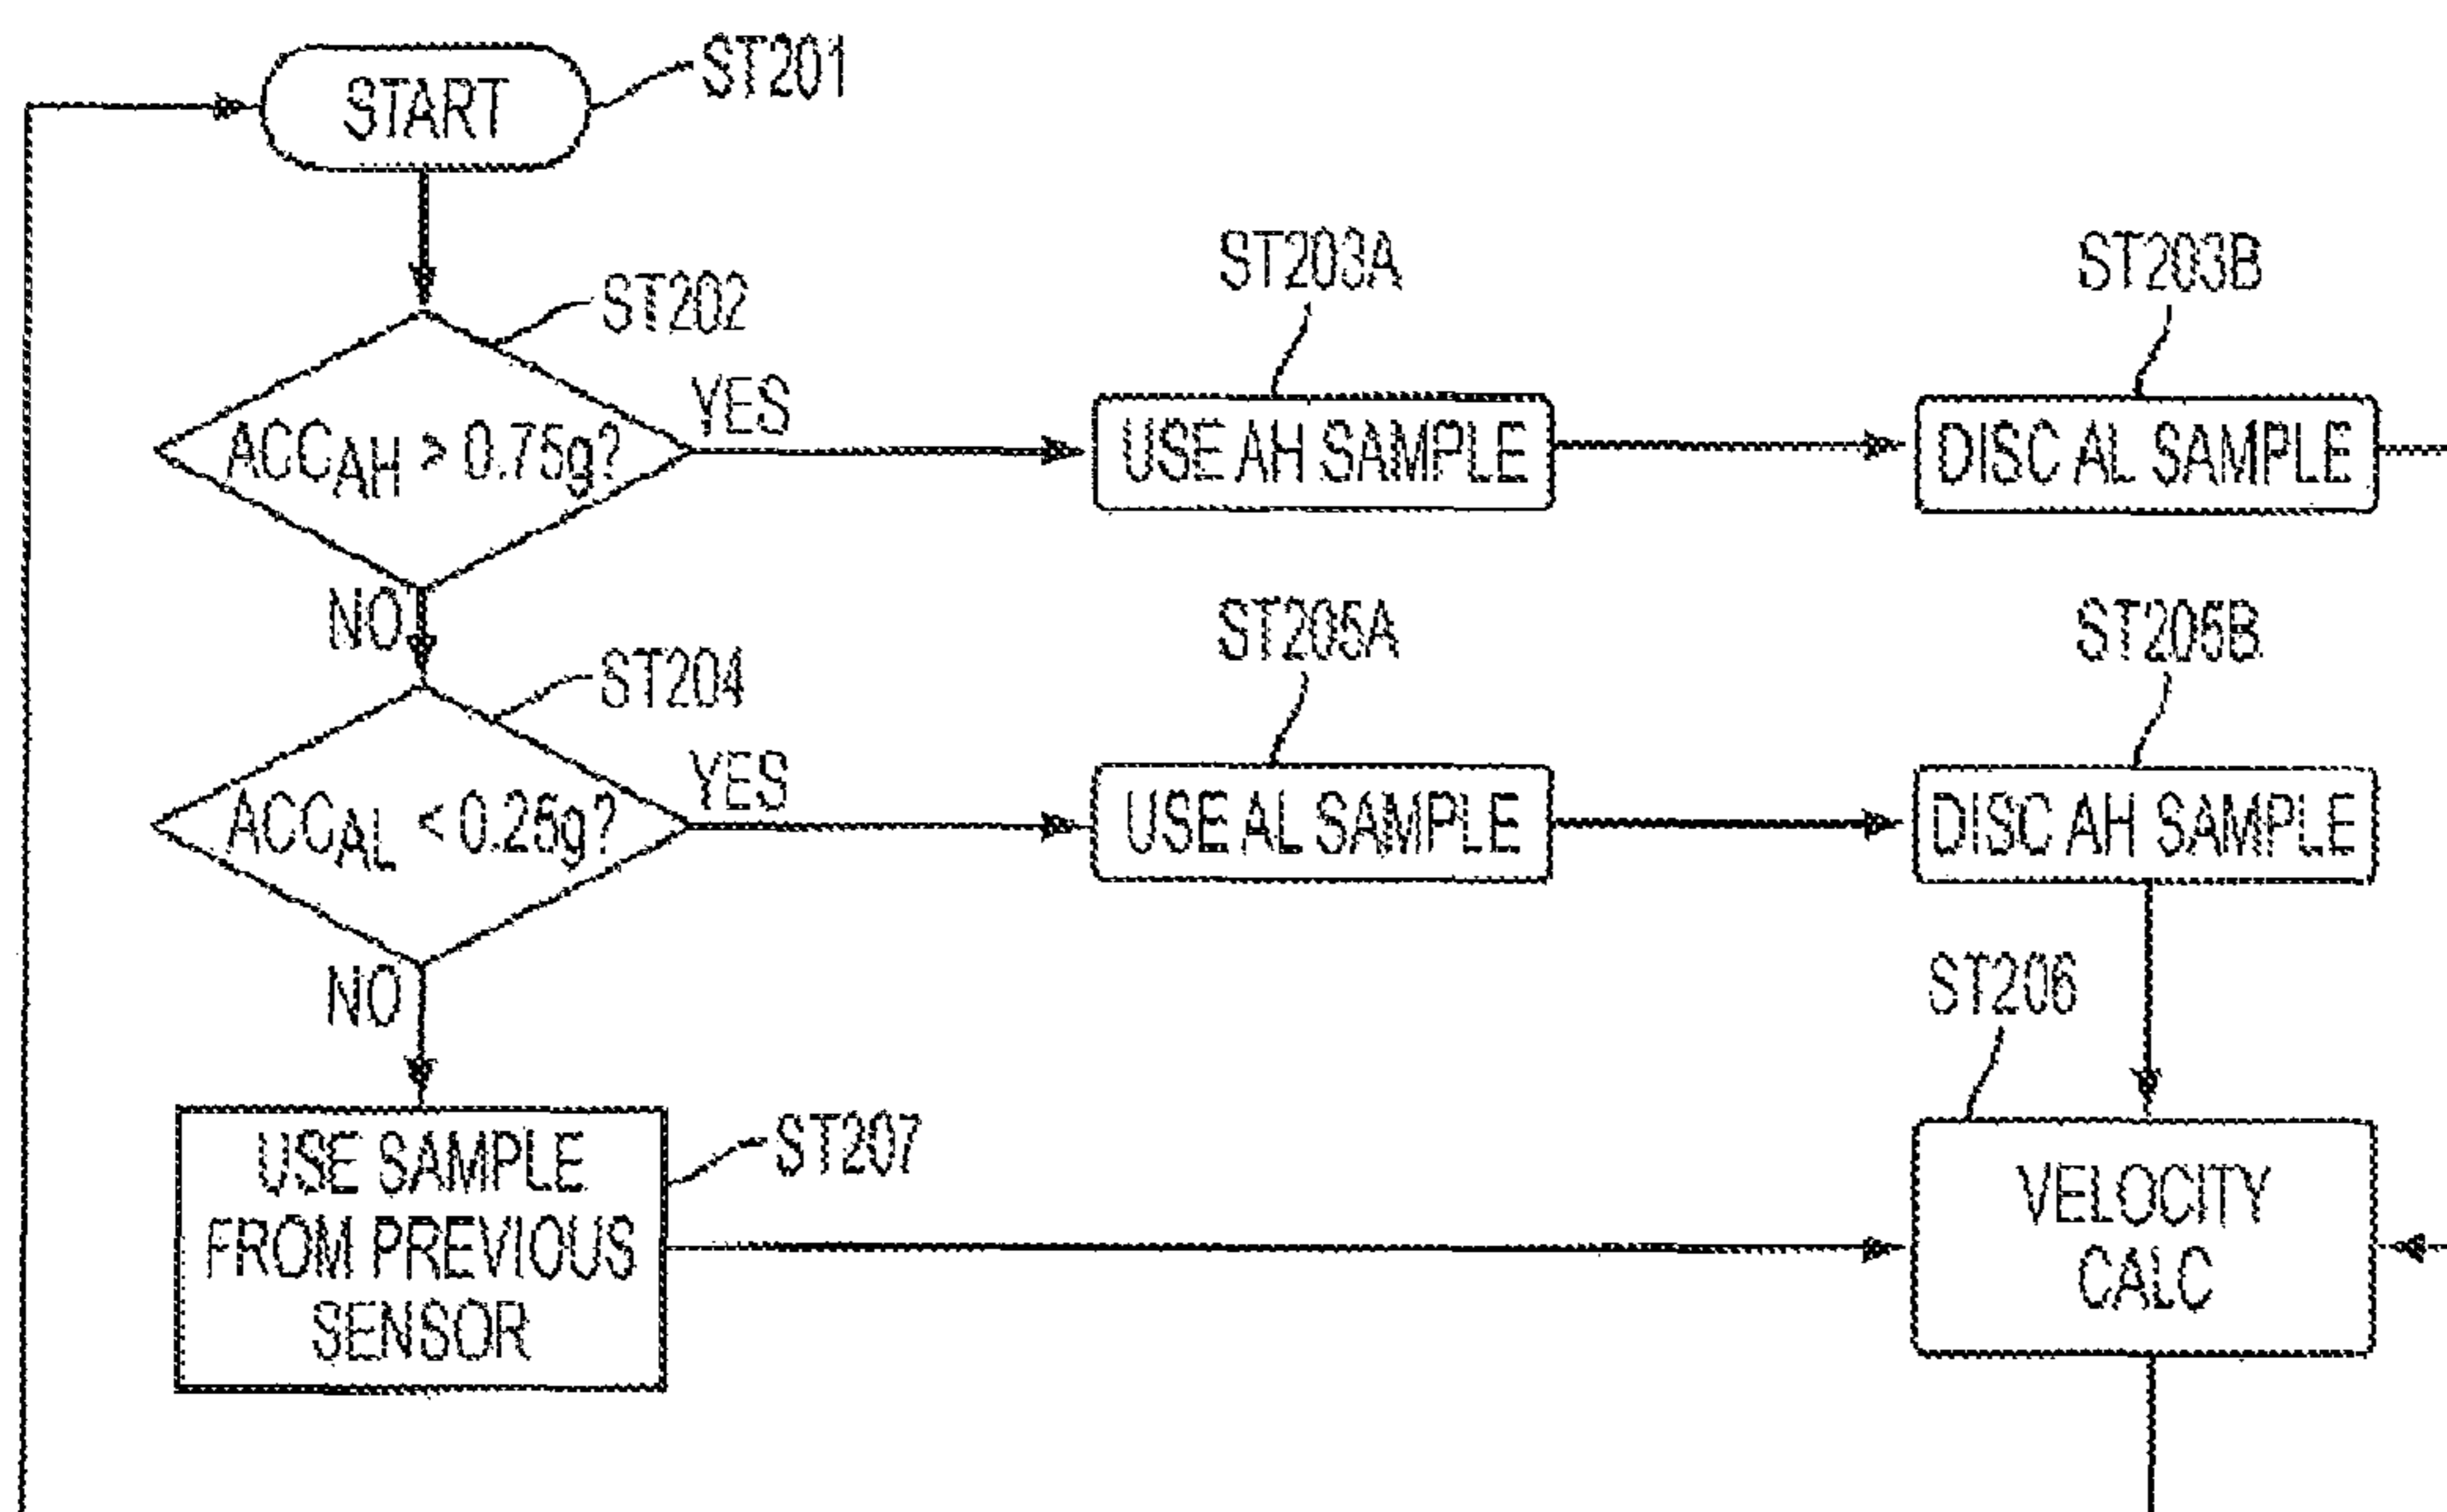 START
ST201
ST202
ACCAH > 0.75g?
YES
ST203A
USE AH SAMPLE
ST203B
DISC AL SAMPLE
NO
ST204
ACCAL < 0.25g?
YES
ST205A
USE AL SAMPLE
ST205B
DISC AH SAMPLE
NO
ST206
VELOCITY
CALC
USE SAMPLE
FROM PREVIOUS
SENSOR
ST207